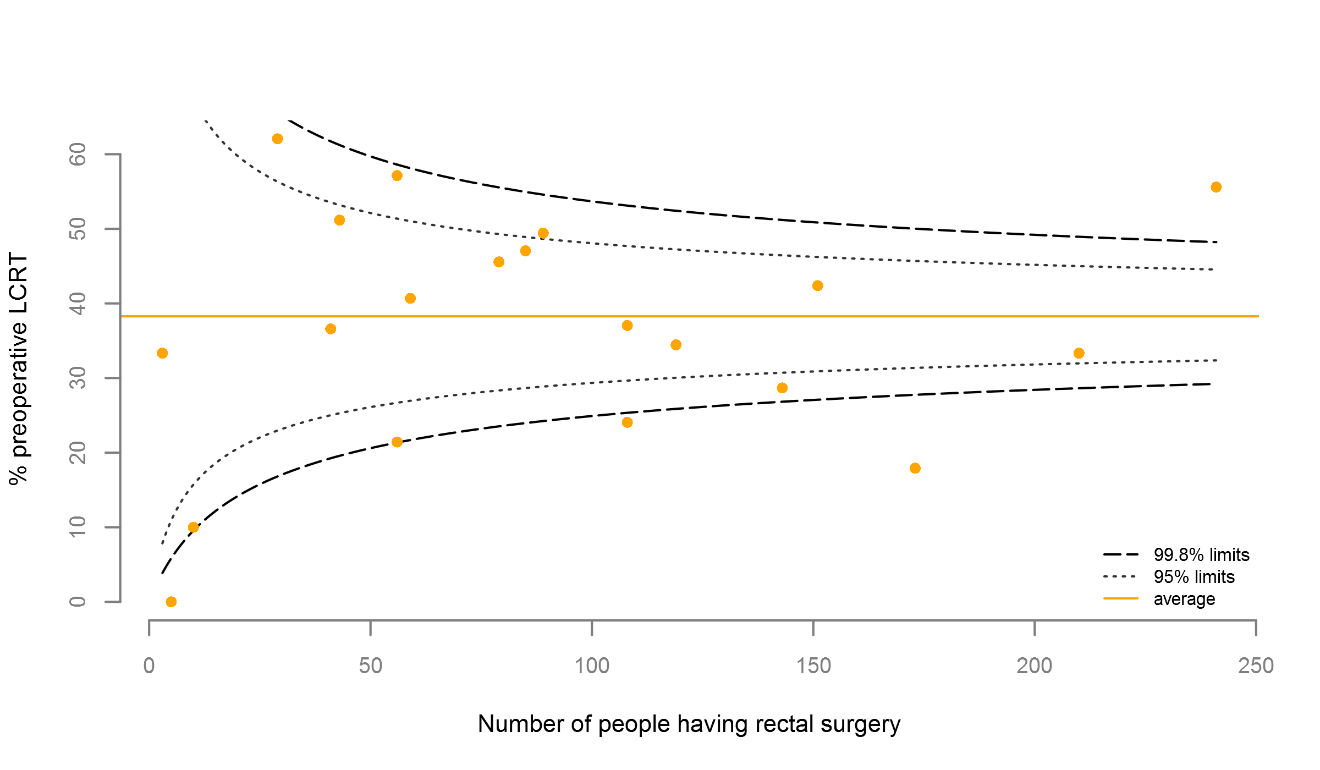 % preoperative LCRT
60
50
40
30
20
10
0
99.8% limits
95% limits
average
0 50 100 150 200 250
Number of people having rectal surgery